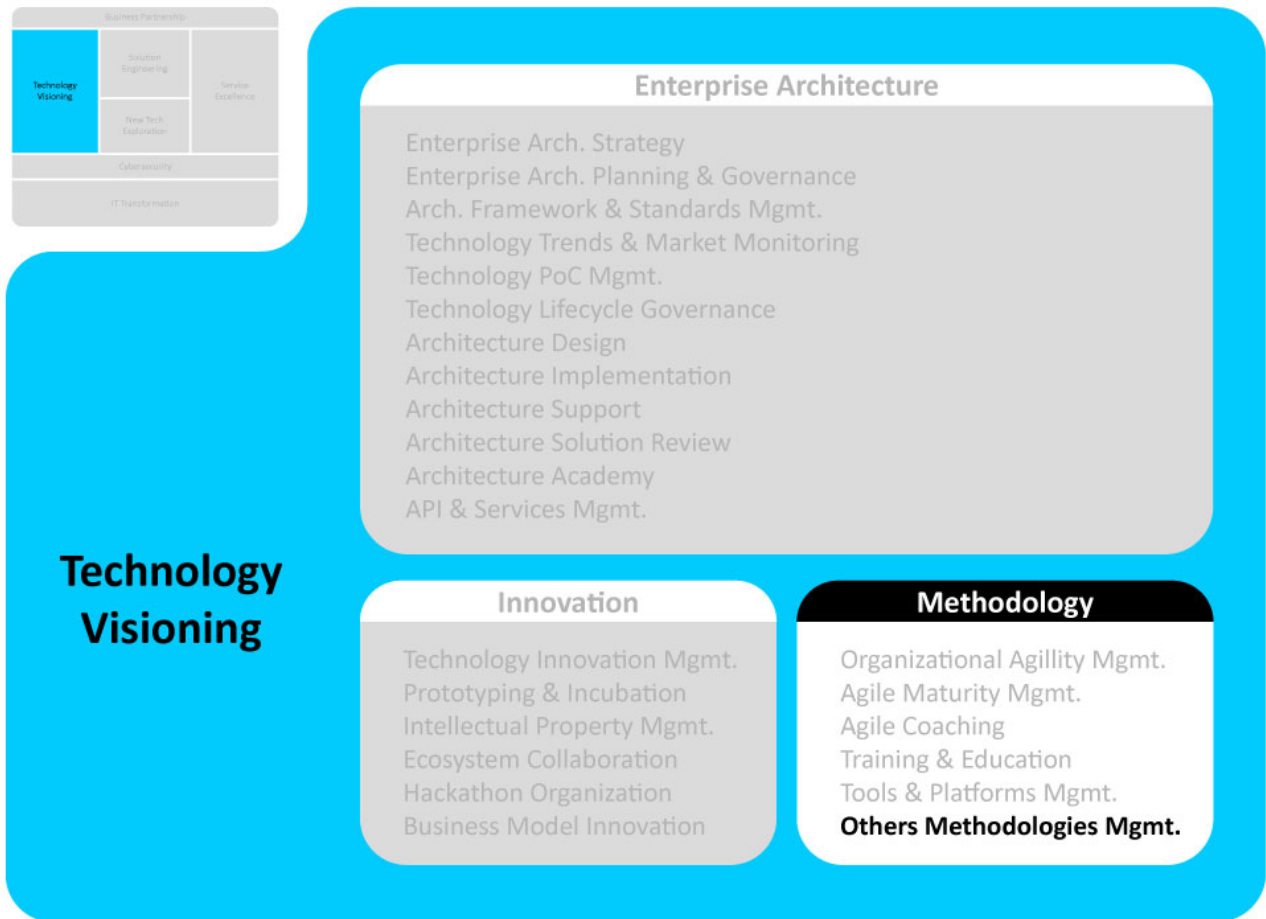 Business Partnership
Technology
Visioning
Solution
Engineering
New Tech
Exploration
Service
Excellence
Cybersecurity
IT Transformation
Technology
Visioning
Enterprise Architecture
Enterprise Arch. Strategy
Enterprise Arch. Planning & Governance
Arch. Framework & Standards Mgmt.
Technology Trends & Market Monitoring
Technology PoC Mgmt.
Technology Lifecycle Governance
Architecture Design
Architecture Implementation
Architecture Support
Architecture Solution Review
Architecture Academy
API & Services Mgmt.
Innovation
Technology Innovation Mgmt.
Prototyping & Incubation
Intellectual Property Mgmt.
Ecosystem Collaboration
Hackathon Organization
Business Model Innovation
Methodology
Organizational Agillity Mgmt.
Agile Maturity Mgmt.
Agile Coaching
Training & Education
Tools & Platforms Mgmt.
Others Methodologies Mgmt.